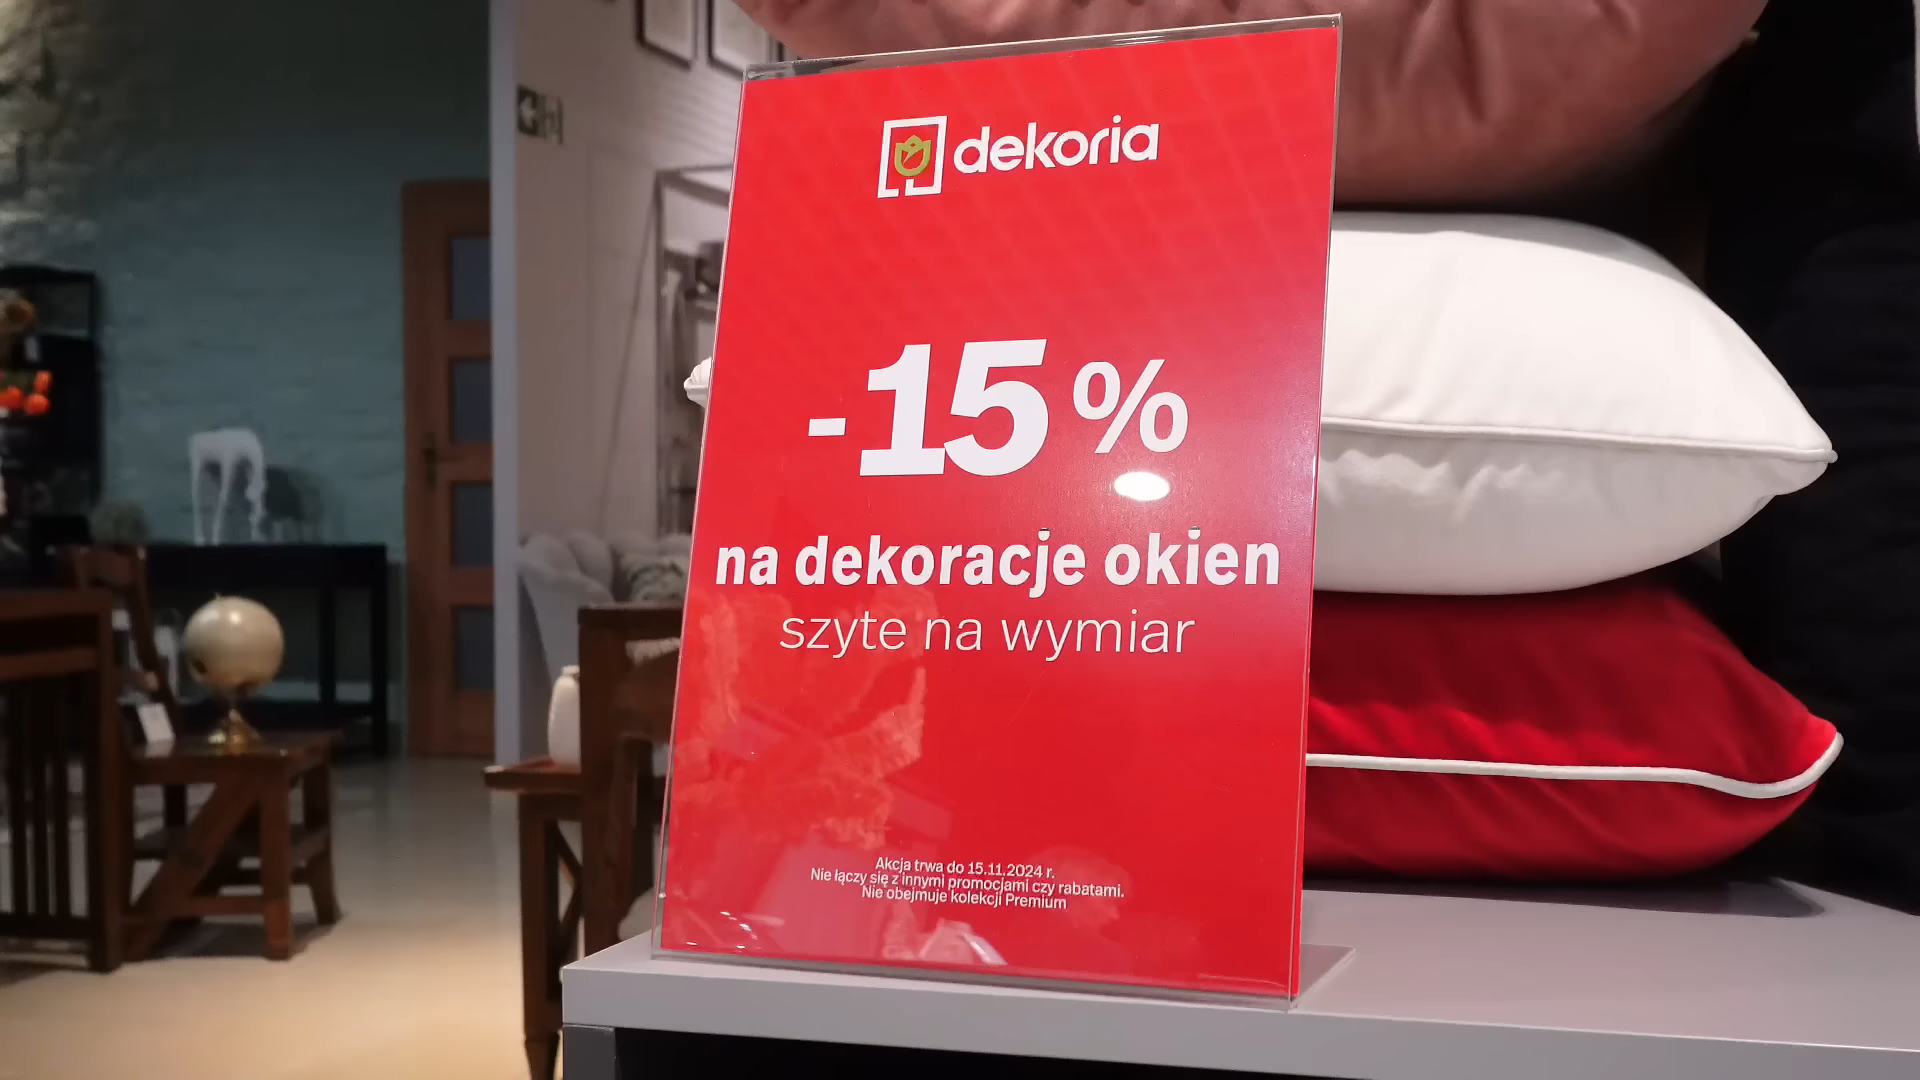 dekoria
-15%
na dekoracje okien
szyte na wymiar
Akcja trwa do 15.11.2024 r.
Nie łączy się z innymi promocjami czy rabatami.
Nie obejmuje kolekcji Premium